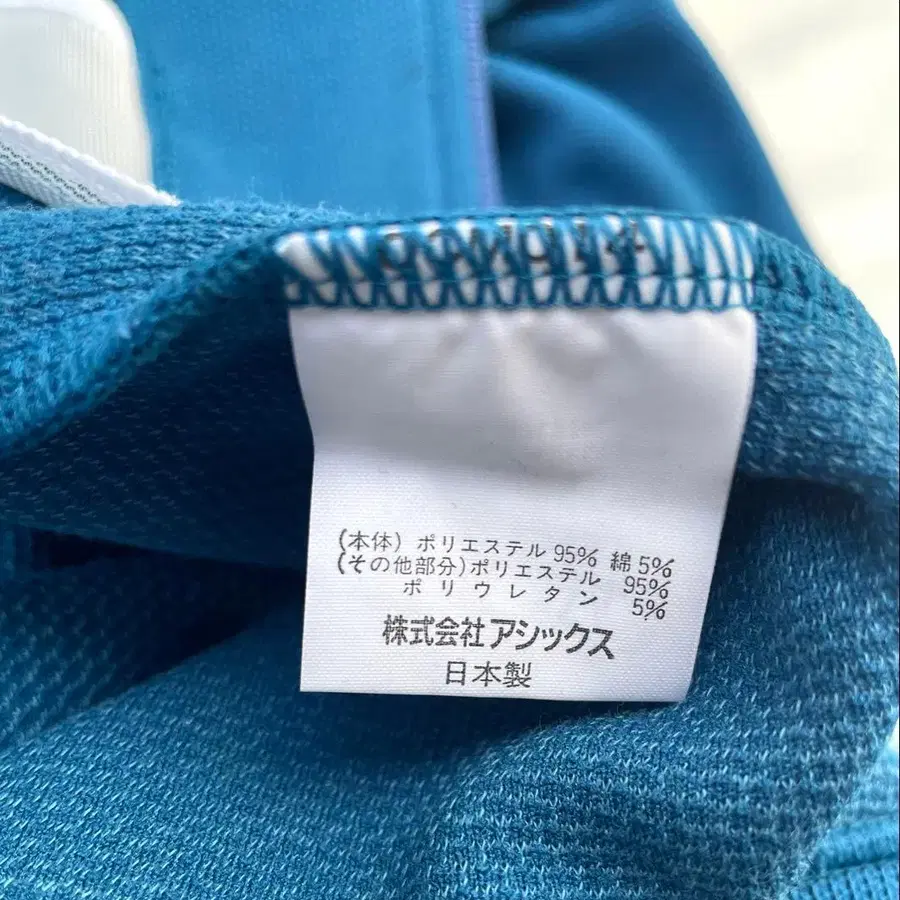 (本体) ポリエステル 95% 綿 5%
(その他部分)ポリエステル 95%
ポリウレタン 5%
株式会社アシックス
日本製